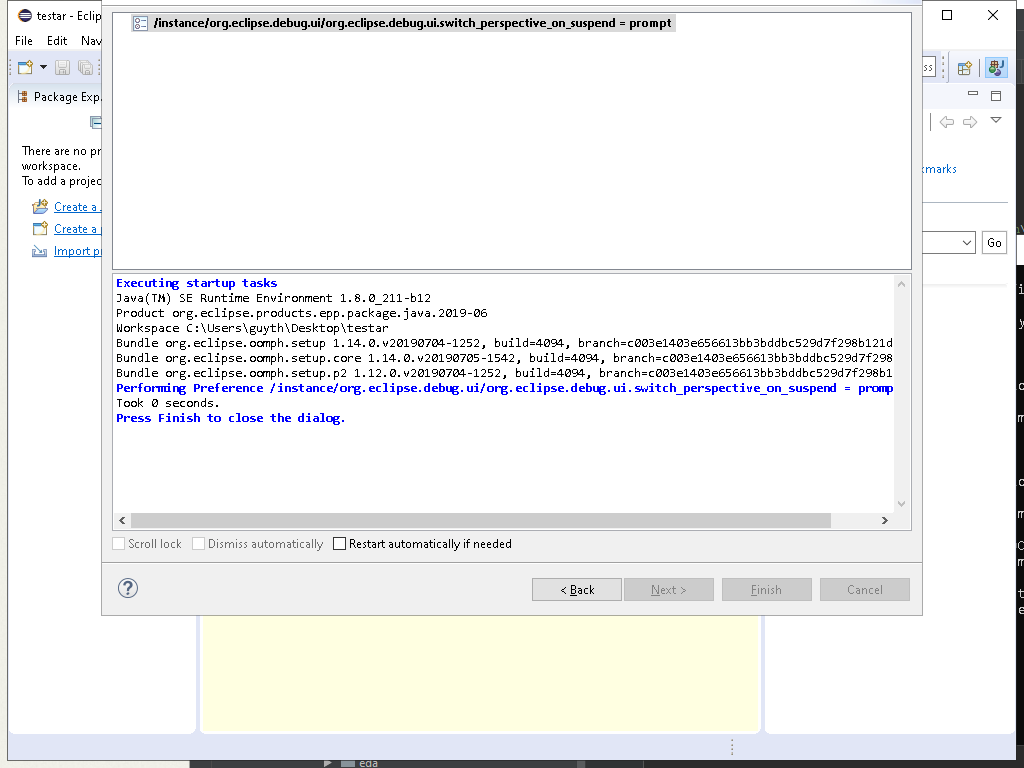 testar - Eclip
/instance/org.eclipse.debug.ui/org.eclipse.debug.ui.switch_perspective_on_suspend = prompt
File Edit Nav
ss
Package Exp
There are no pr
workspace.
To add a projec
Create a
Create a
Import p
marks
Go
Executing startup tasks
Java(TM) SE Runtime Environment 1.8.0_211-b12
Product org.eclipse.products.epp.package.java.2019-06
Workspace C:\Users\guyth\Desktop\testar
Bundle org.eclipse.oomph.setup 1.14.0.v20190704-1252, build=4094, branch=c003e1403e656613bb3bddbc529d7f298b121d
Bundle org.eclipse.oomph.setup.core 1.14.0.v20190705-1542, build=4094, branch=c003e1403e656613bb3bddbc529d7f298
Bundle org.eclipse.oomph.setup.p2 1.12.0.v20190704-1252, build=4094, branch=c003e1403e656613bb3bddbc529d7f298b1
Performing Preference /instance/org.eclipse.debug.ui/org.eclipse.debug.ui.switch_perspective_on_suspend = promp
Took 0 seconds.
Press Finish to close the dialog.
Scroll lock Dismiss automatically Restart automatically if needed
< Back Next > Finish Cancel
eda